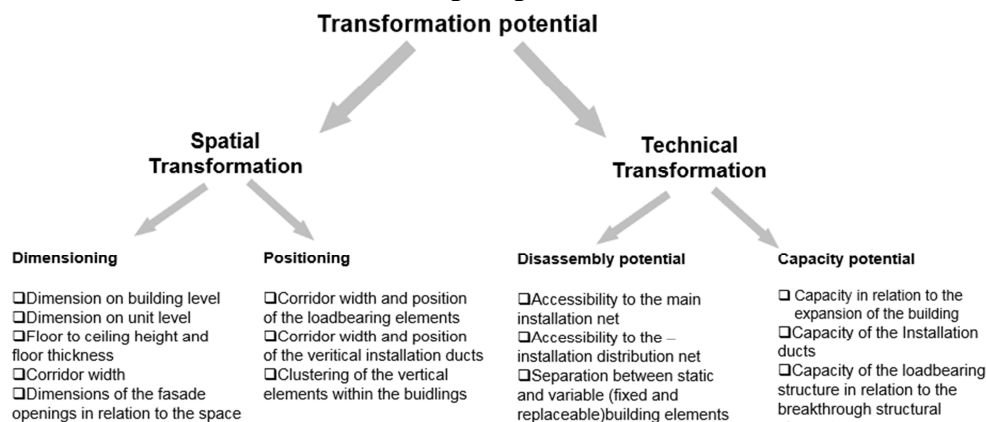 Transformation potential
Spatial
Transformation
Technical
Transformation
Dimensioning
❑Dimension on building level
❑Dimension on unit level
❑Floor to ceiling height and
floor thickness
❑Corridor width
❑Dimensions of the fasade
openings in relation to the space
Positioning
❑Corridor width and position
of the loadbearing elements
❑Corridor width and position
of the veritical installation ducts
❑Clustering of the vertical
elements within the buidlings
Disassembly potential
❑Accessibility to the main
installation net
❑Accessibility to the –
installation distribution net
❑Separation between static
and variable (fixed and
replaceable)building elements
Capacity potential
❑ Capacity in relation to the
expansion of the building
❑Capacity of the Installation
ducts
❑Capacity of the loadbearing
structure in relation to the
breakthrough structural